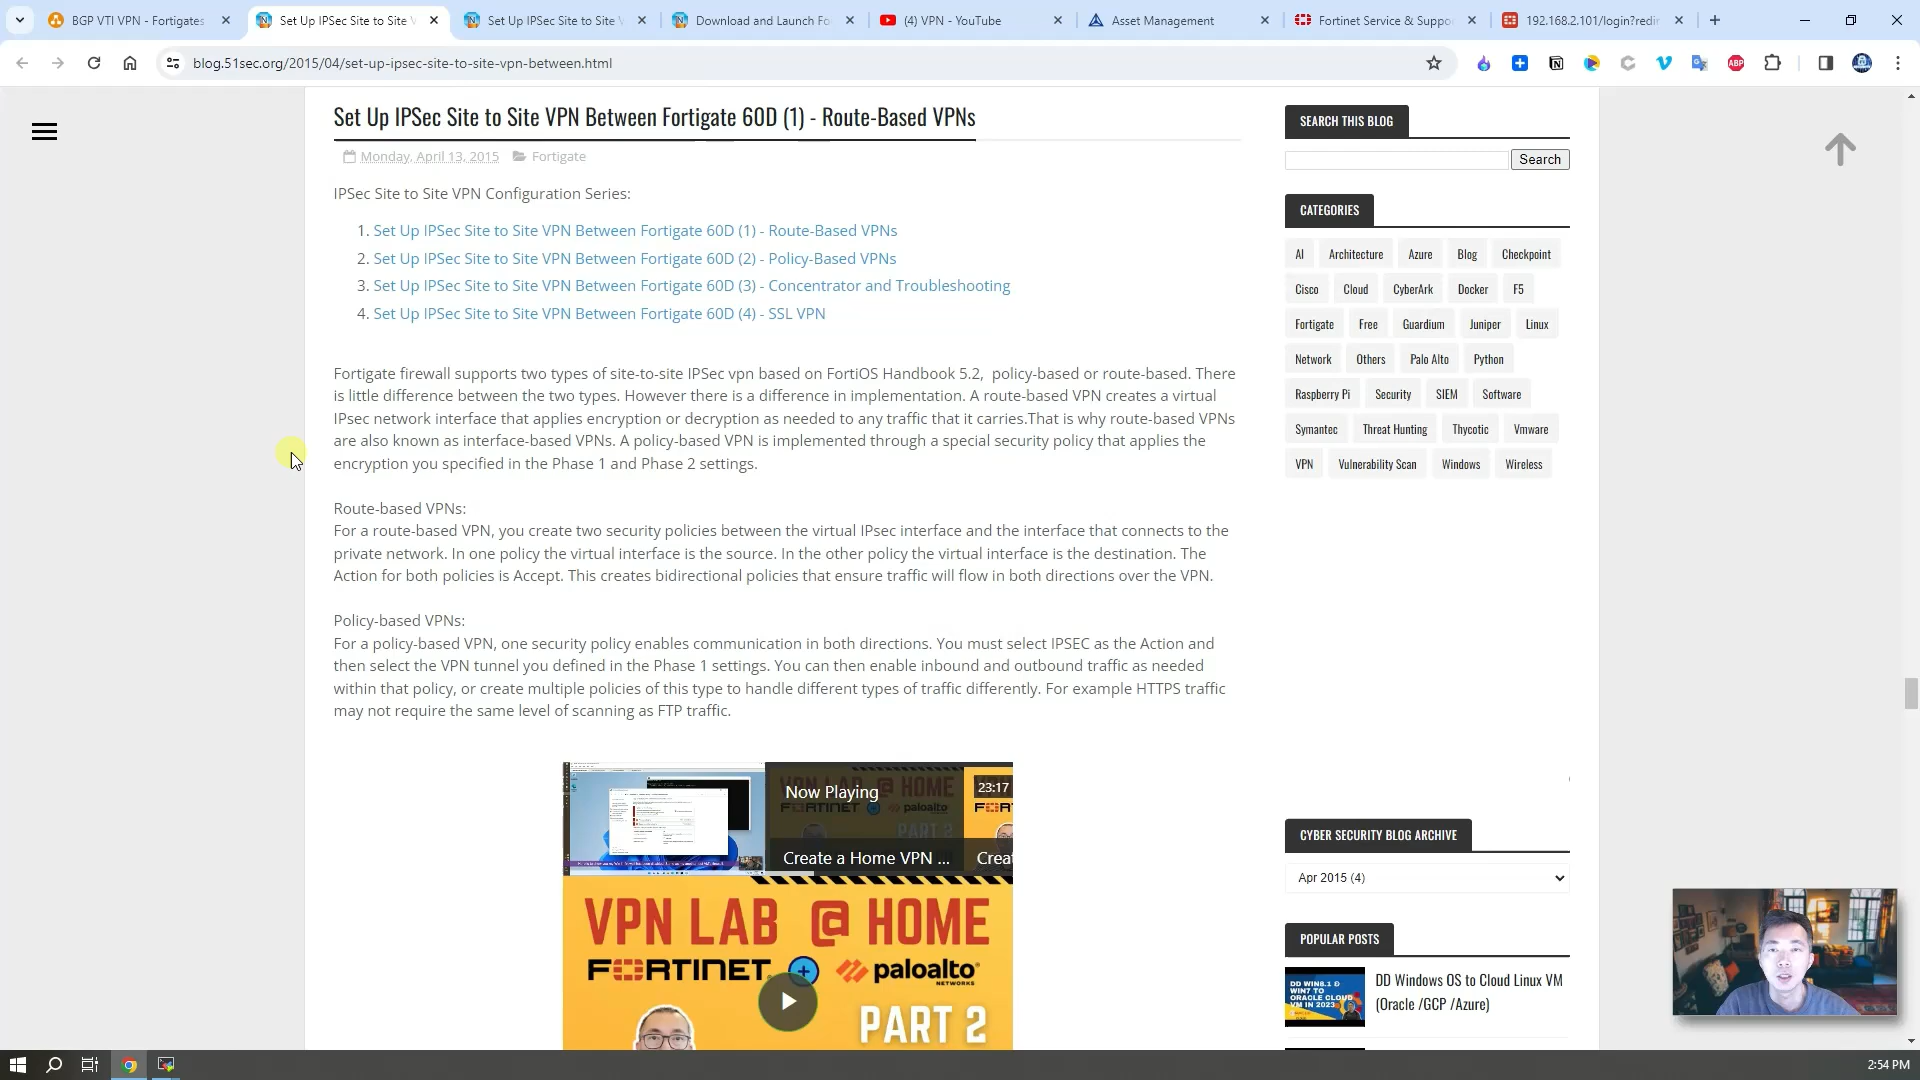 BGP VTI VPN - Fortigates
Set Up IPSec Site to Site V
Set Up IPSec Site to Site V
Download and Launch Fo
(4) VPN - YouTube
Asset Management
Fortinet Service & Suppo
192.168.2.101/login?redir
blog.51sec.org/2015/04/set-up-ipsec-site-to-site-vpn-between.html
ABP
Set Up IPSec Site to Site VPN Between Fortigate 60D (1) - Route-Based VPNs
Monday, April 13, 2015 Fortigate
IPSec Site to Site VPN Configuration Series:
1. Set Up IPSec Site to Site VPN Between Fortigate 60D (1) - Route-Based VPNs
2. Set Up IPSec Site to Site VPN Between Fortigate 60D (2) - Policy-Based VPNs
3. Set Up IPSec Site to Site VPN Between Fortigate 60D (3) - Concentrator and Troubleshooting
4. Set Up IPSec Site to Site VPN Between Fortigate 60D (4) - SSL VPN
Fortigate firewall supports two types of site-to-site IPSec vpn based on FortiOS Handbook 5.2,  policy-based or route-based. There
is little difference between the two types. However there is a difference in implementation. A route-based VPN creates a virtual
IPsec network interface that applies encryption or decryption as needed to any traffic that it carries.That is why route-based VPNs
are also known as interface-based VPNs. A policy-based VPN is implemented through a special security policy that applies the
encryption you specified in the Phase 1 and Phase 2 settings.
Route-based VPNs:
For a route-based VPN, you create two security policies between the virtual IPsec interface and the interface that connects to the
private network. In one policy the virtual interface is the source. In the other policy the virtual interface is the destination. The
Action for both policies is Accept. This creates bidirectional policies that ensure traffic will flow in both directions over the VPN.
Policy-based VPNs:
For a policy-based VPN, one security policy enables communication in both directions. You must select IPSEC as the Action and
then select the VPN tunnel you defined in the Phase 1 settings. You can then enable inbound and outbound traffic as needed
within that policy, or create multiple policies of this type to handle different types of traffic differently. For example HTTPS traffic
may not require the same level of scanning as FTP traffic.
Now Playing
23:17
Create a Home VPN ...
Crea
VPN LAB @ HOME
FORTINET + paloalto
NETWORKS
PART 2
SEARCH THIS BLOG
Search
CATEGORIES
AI Architecture Azure Blog Checkpoint
Cisco Cloud CyberArk Docker F5
Fortigate Free Guardium Juniper Linux
Network Others Palo Alto Python
Raspberry Pi Security SIEM Software
Symantec Threat Hunting Thycotic Vmware
VPN Vulnerability Scan Windows Wireless
CYBER SECURITY BLOG ARCHIVE
Apr 2015 (4)
POPULAR POSTS
DD WIN8.1 &
WIN7 TO
ORACLE CLOUD
VM IN 2023
DD Windows OS to Cloud Linux VM
(Oracle /GCP /Azure)
2:54 PM